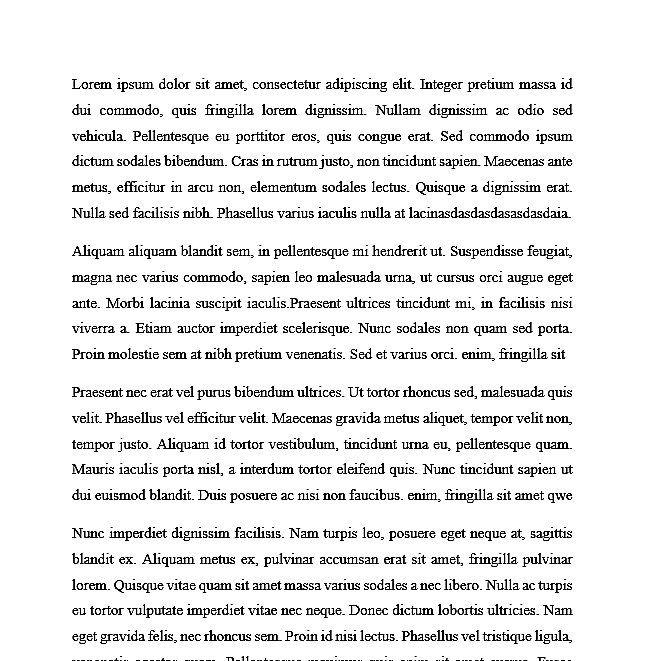 Lorem ipsum dolor sit amet, consectetur adipiscing elit. Integer pretium massa id
dui commodo, quis fringilla lorem dignissim. Nullam dignissim ac odio sed
vehicula. Pellentesque eu porttitor eros, quis congue erat. Sed commodo ipsum
dictum sodales bibendum. Cras in rutrum justo, non tincidunt sapien. Maecenas ante
metus, efficitur in arcu non, elementum sodales lectus. Quisque a dignissim erat.
Nulla sed facilisis nibh. Phasellus varius iaculis nulla at lacinasdasdasdasasdasdaia.
Aliquam aliquam blandit sem, in pellentesque mi hendrerit ut. Suspendisse feugiat,
magna nec varius commodo, sapien leo malesuada urna, ut cursus orci augue eget
ante. Morbi lacinia suscipit iaculis.Praesent ultrices tincidunt mi, in facilisis nisi
viverra a. Etiam auctor imperdiet scelerisque. Nunc sodales non quam sed porta.
Proin molestie sem at nibh pretium venenatis. Sed et varius orci. enim, fringilla sit
Praesent nec erat vel purus bibendum ultrices. Ut tortor rhoncus sed, malesuada quis
velit. Phasellus vel efficitur velit. Maecenas gravida metus aliquet, tempor velit non,
tempor justo. Aliquam id tortor vestibulum, tincidunt urna eu, pellentesque quam.
Mauris iaculis porta nisl, a interdum tortor eleifend quis. Nunc tincidunt sapien ut
dui euismod blandit. Duis posuere ac nisi non faucibus. enim, fringilla sit amet qwe
Nunc imperdiet dignissim facilisis. Nam turpis leo, posuere eget neque at, sagittis
blandit ex. Aliquam metus ex, pulvinar accumsan erat sit amet, fringilla pulvinar
lorem. Quisque vitae quam sit amet massa varius sodales a nec libero. Nulla ac turpis
eu tortor vulputate imperdiet vitae nec neque. Donec dictum lobortis ultricies. Nam
eget gravida felis, nec rhoncus sem. Proin id nisi lectus. Phasellus vel tristique ligula,